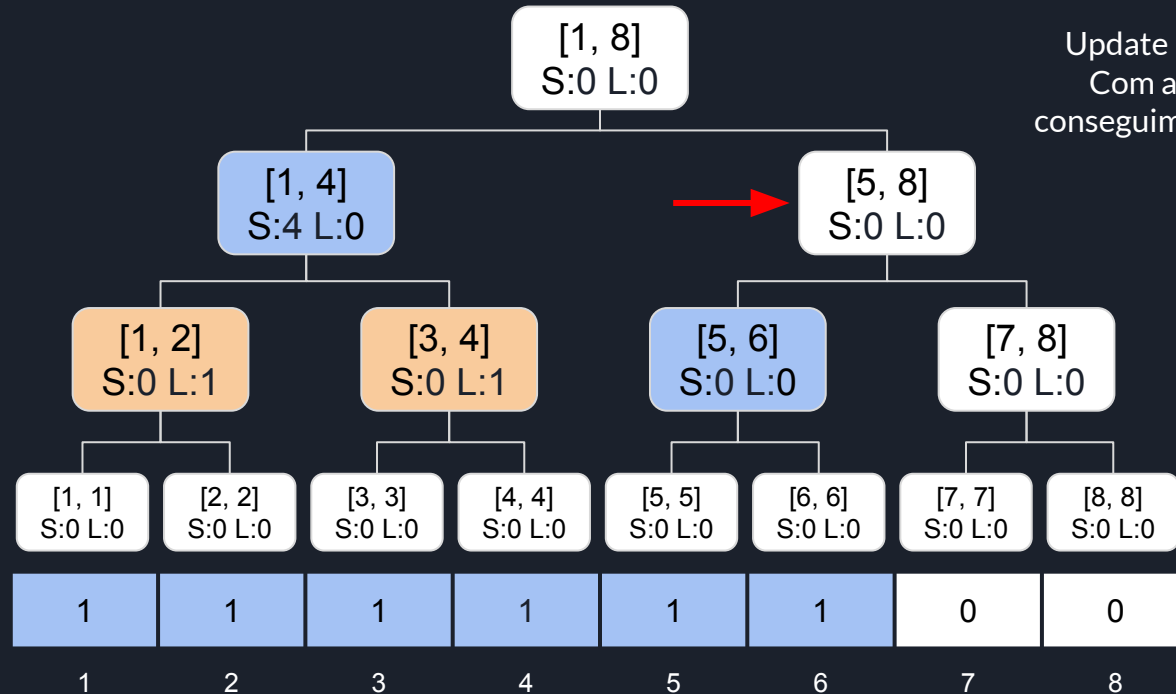 [1, 8]
S:0 L:0
Update
Com a
[1, 4]
S:4 L:0
[5, 8]
S:0 L:0
[1, 2]
S:0 L:1
[3, 4]
S:0 L:1
[5, 6]
S:0 L:0
[7, 8]
S:0 L:0
[1, 1]
S:0 L:0
[2, 2]
S:0 L:0
[3, 3]
S:0 L:0
[4, 4]
S:0 L:0
[5, 5]
S:0 L:0
[6, 6]
S:0 L:0
[7, 7]
S:0 L:0
[8, 8]
S:0 L:0
1 1 1 1 1 1 0 0
1 2 3 4 5 6 7 8